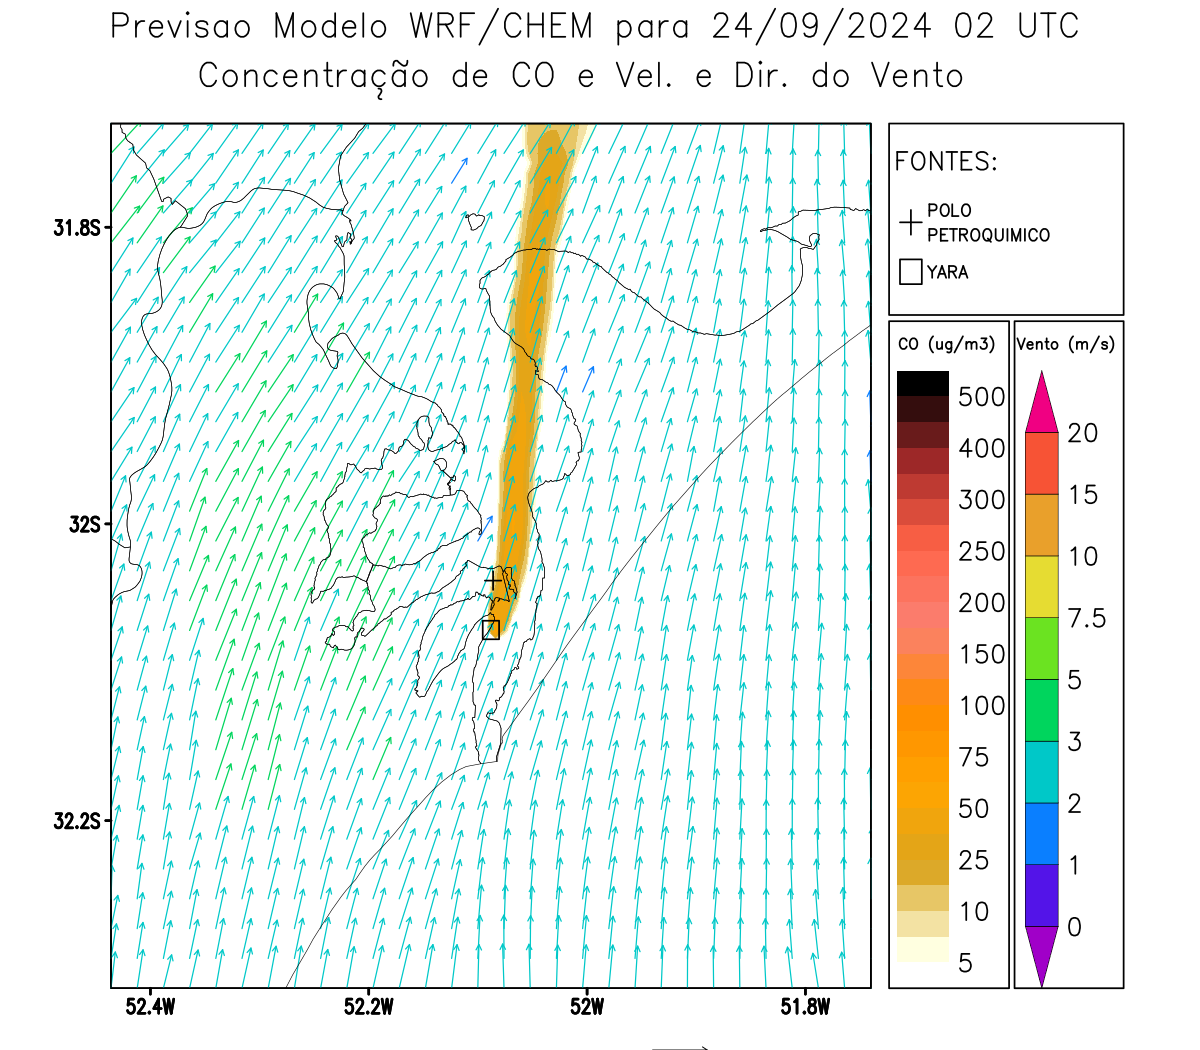 Previsao Modelo WRF/CHEM para 24/09/2024 02 UTC
Concentração de CO e Vel. e Dir. do Vento
FONTES:
POLO
PETROQUIMICO
YARA
31.8S
32S
32.2S
52.4W
52.2W
52W
51.8W
CO (ug/m3)
500
400
300
250
200
150
100
75
50
25
10
5
Vento (m/s)
20
15
10
7.5
5
3
2
1
0